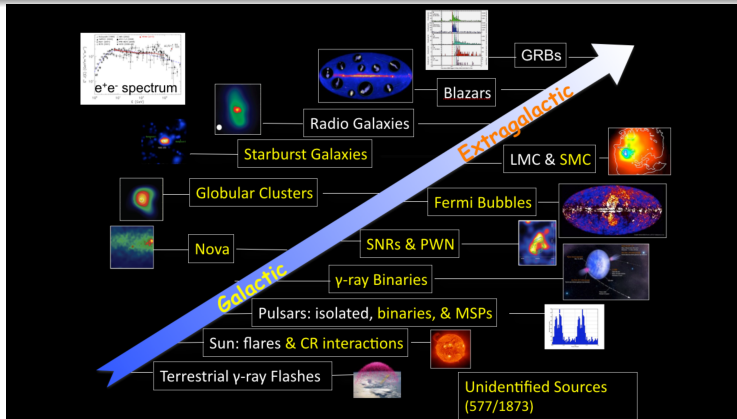 GRBs
e⁺e⁻ spectrum
Blazars
Radio Galaxies
Extragalactic
Starburst Galaxies
LMC & SMC
Globular Clusters
Fermi Bubbles
Nova
SNRs & PWN
Galactic
γ-ray Binaries
Pulsars: isolated, binaries, & MSPs
Sun: flares & CR interactions
Terrestrial γ-ray Flashes
Unidentified Sources
(577/1873)